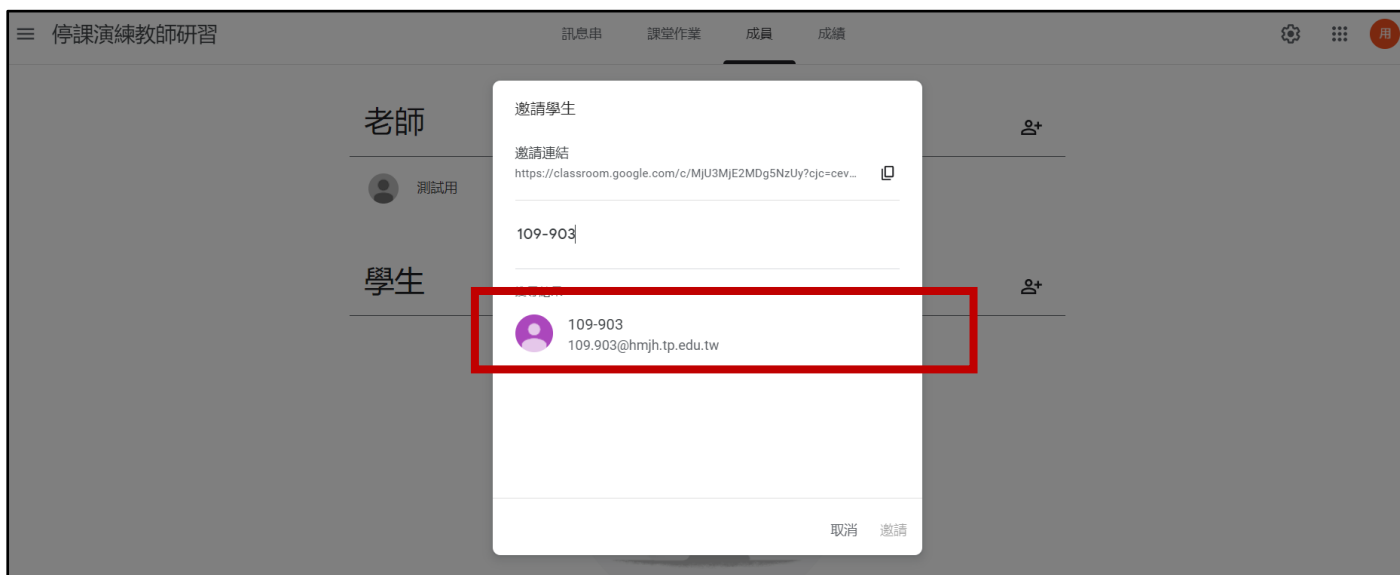 停課演練教師研習
訊息串 課堂作業 成員 成績
用
邀請學生
老師
邀請連結
https://classroom.google.com/c/MjU3MjE2MDg5NzUy?cjc=cev...
測試用
109-903
學生
109-903
109.903@hmjh.tp.edu.tw
取消 邀請